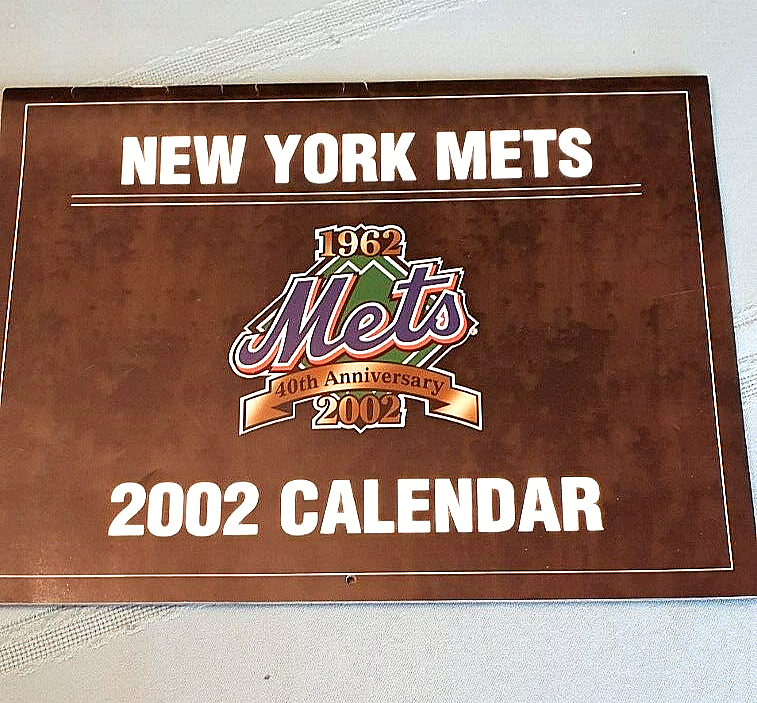 NEW YORK METS
1962
Mets
40th Anniversary
2002
2002 CALENDAR